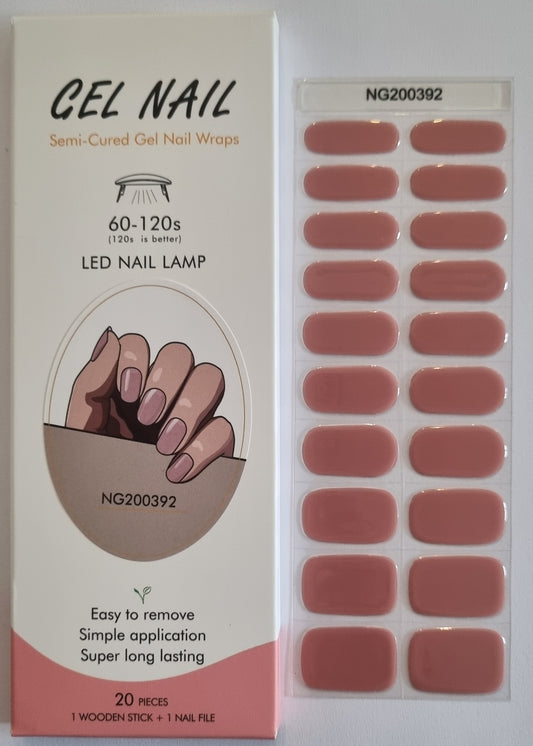 GEL NAIL
Semi-Cured Gel Nail Wraps
60-120s
(120s is better)
LED NAIL LAMP
NG200392
Easy to remove
Simple application
Super long lasting
20 PIECES
1 WOODEN STICK + 1 NAIL FILE
NG200392